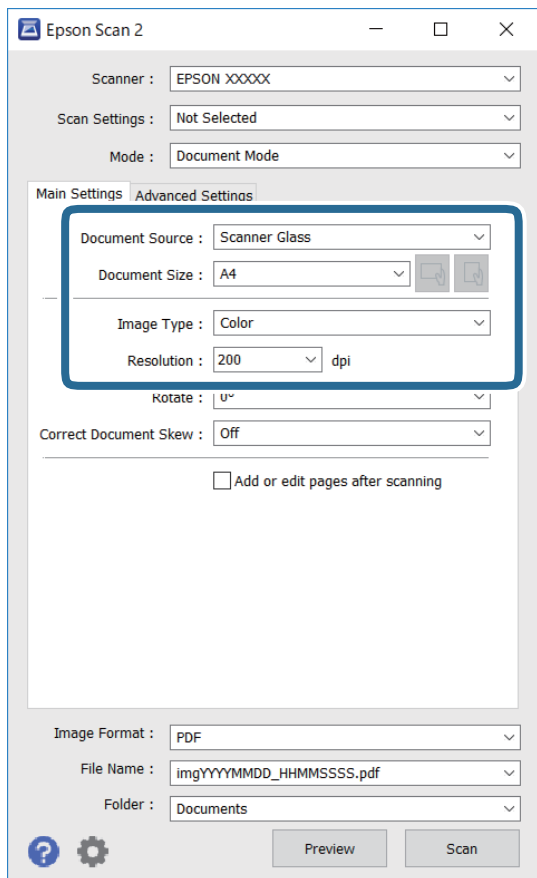 Epson Scan 2
Scanner : EPSON XXXXX
Scan Settings : Not Selected
Mode : Document Mode
Main Settings Advanced Settings
Document Source : Scanner Glass
Document Size : A4
Image Type : Color
Resolution : 200 dpi
Rotate : 0°
Correct Document Skew : Off
Add or edit pages after scanning
Image Format : PDF
File Name : imgYYYYMMDD_HHMMSSSS.pdf
Folder : Documents
? Preview Scan